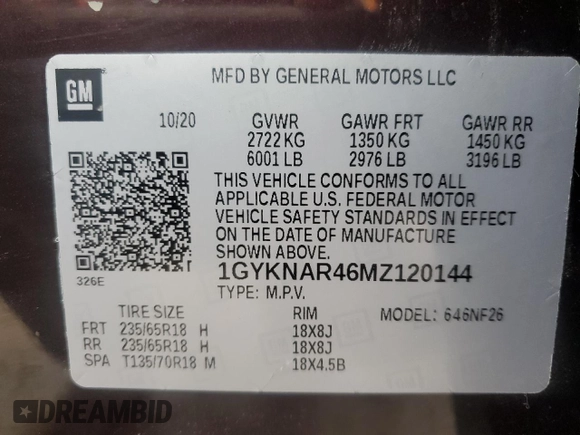 GM
MFD BY GENERAL MOTORS LLC
10/20 GVWR GAWR FRT GAWR RR
2722 KG 1350 KG 1450 KG
6001 LB 2976 LB 3196 LB
THIS VEHICLE CONFORMS TO ALL
APPLICABLE U.S. FEDERAL MOTOR
VEHICLE SAFETY STANDARDS IN EFFECT
ON THE DATE OF MANUFACTURE
SHOWN ABOVE.
326E
1GYKNAR46MZ120144
TYPE: M.P.V.
TIRE SIZE RIM MODEL: 646NF26
FRT 235/65R18 H 18X8J
RR 235/65R18 H 18X8J
SPA T135/70R18 M 18X4.5B
DREAMBID